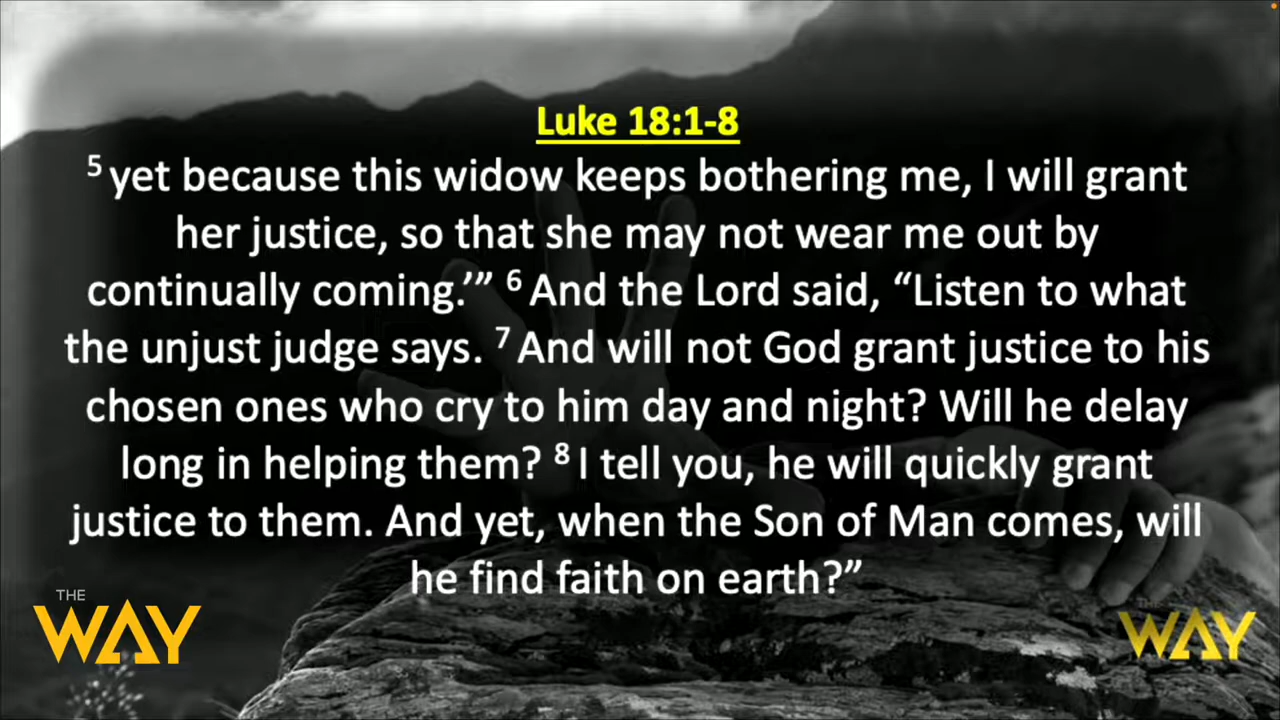 Luke 18:1-8
5 yet because this widow keeps bothering me, I will grant
her justice, so that she may not wear me out by
continually coming.’” 6 And the Lord said, “Listen to what
the unjust judge says. 7 And will not God grant justice to his
chosen ones who cry to him day and night? Will he delay
long in helping them? 8 I tell you, he will quickly grant
justice to them. And yet, when the Son of Man comes, will
he find faith on earth?”
THE
WAY
THE
WAY